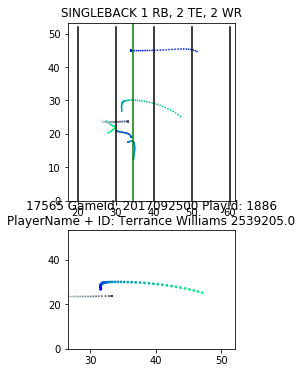 SINGLEBACK 1 RB, 2 TE, 2 WR
50
40
30
20
10
0
20 30 40 50 60
17565 GameId: 2017092500 PlayId: 1886
PlayerName + ID: Terrance Williams 2539205.0
40
20
0
30 40 50